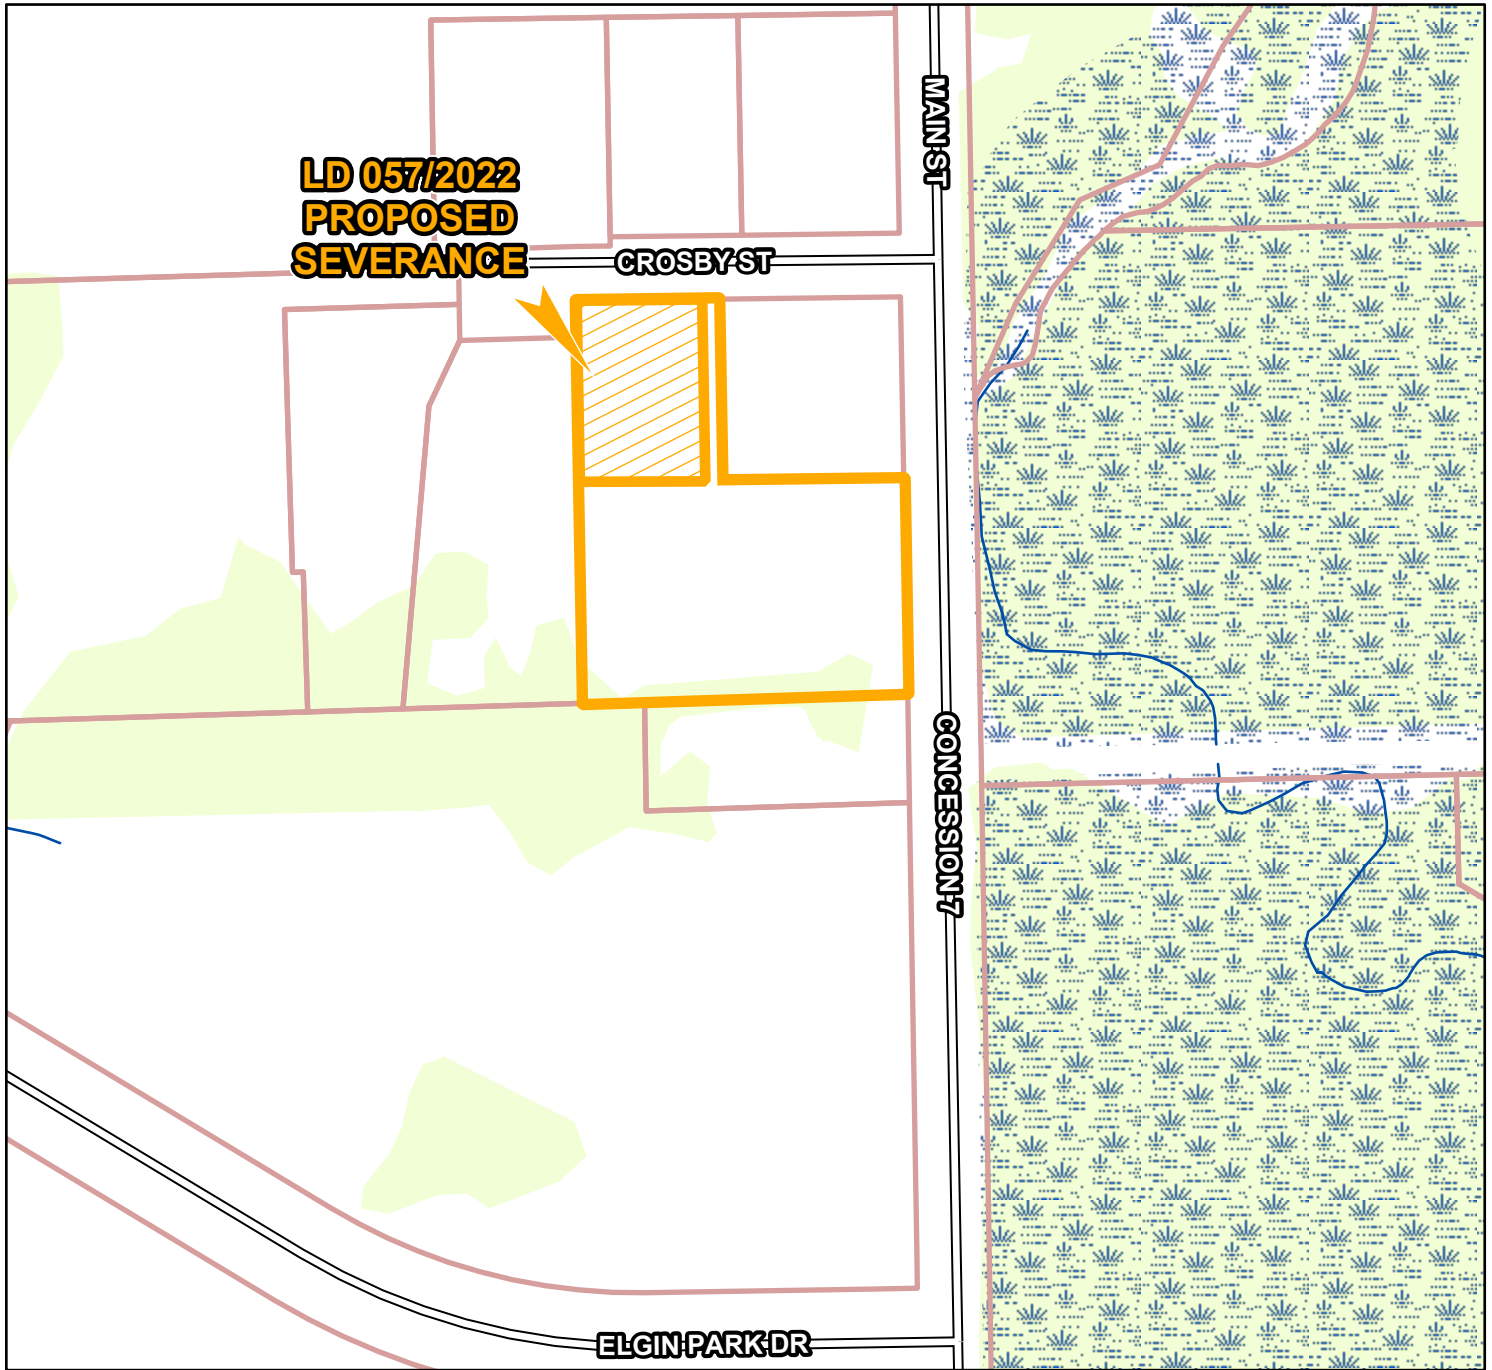 MAIN ST
LD 057/2022
PROPOSED
SEVERANCE
CROSBY ST
CONCESSION 7
ELGIN PARK DR